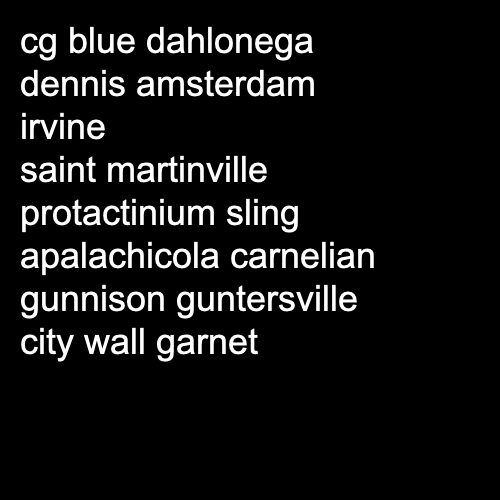 cg blue dahlonega
dennis amsterdam
irvine
saint martinville
protactinium sling
apalachicola carnelian
gunnison guntersville
city wall garnet